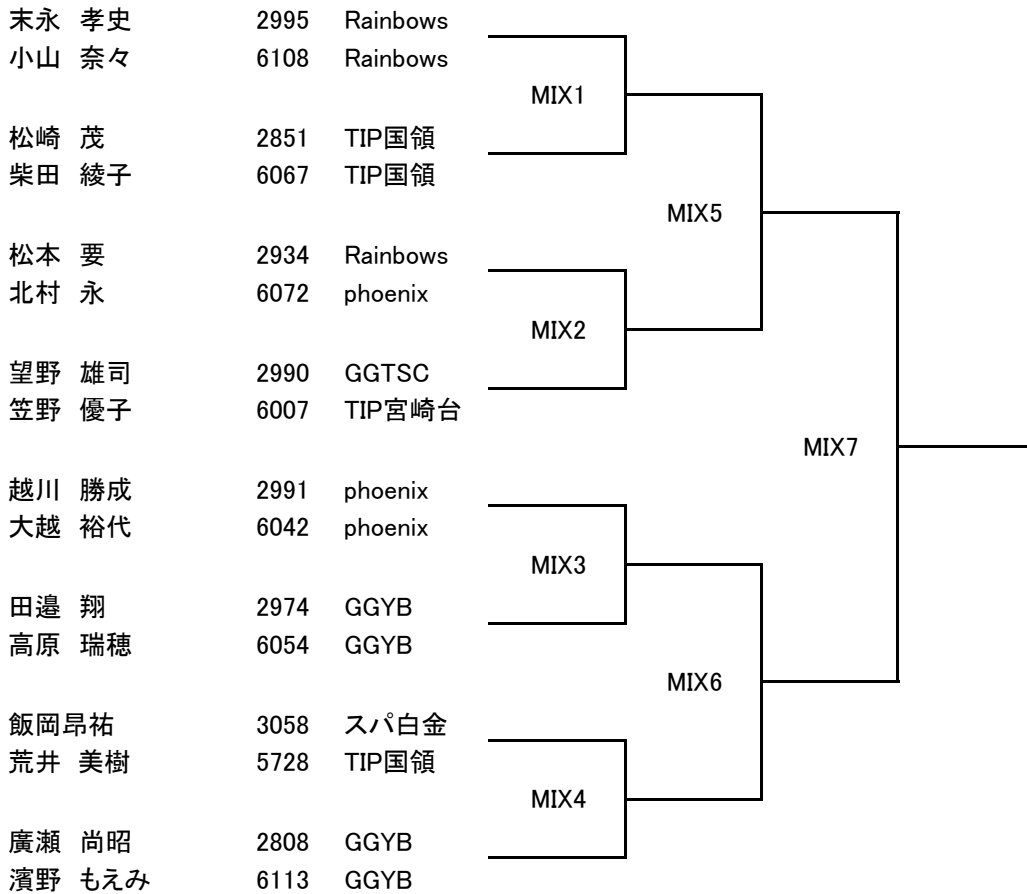 末永 孝史 2995 Rainbows
小山 奈々 6108 Rainbows
MIX1
松崎 茂 2851 TIP国領
柴田 綾子 6067 TIP国領
MIX5
松本 要 2934 Rainbows
北村 永 6072 phoenix
MIX2
望野 雄司 2990 GGTSC
笠野 優子 6007 TIP宮崎台
MIX7
越川 勝成 2991 phoenix
大越 裕代 6042 phoenix
MIX3
田邉 翔 2974 GGYB
高原 瑞穂 6054 GGYB
MIX6
飯岡昂祐 3058 スパ白金
荒井 美樹 5728 TIP国領
MIX4
廣瀬 尚昭 2808 GGYB
濱野 もえみ 6113 GGYB